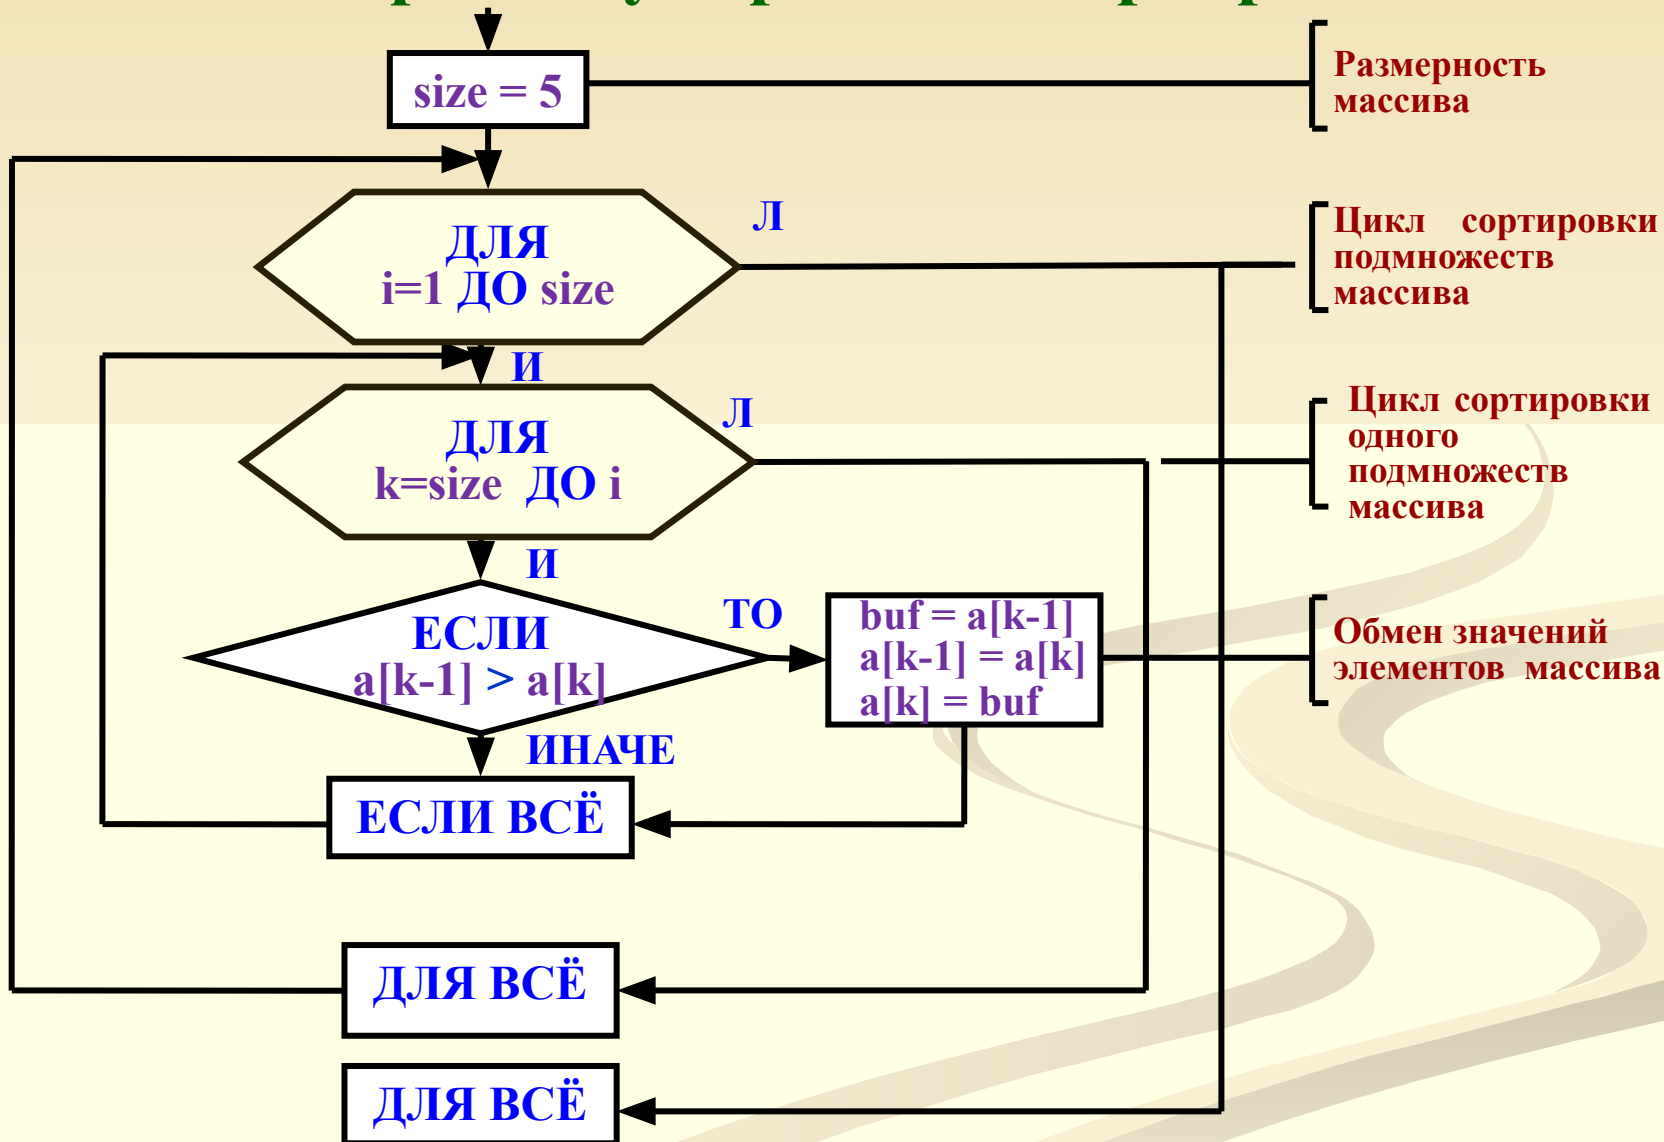 size = 5
Размерность
массива
Л
ДЛЯ
i=1 ДО size
Цикл сортировки
подмножеств
массива
И
Л
ДЛЯ
k=size ДО i
Цикл сортировки
одного
подмножеств
массива
И
ЕСЛИ
a[k-1] > a[k]
ТО
buf = a[k-1]
a[k-1] = a[k]
a[k] = buf
Обмен значений
элементов массива
ИНАЧЕ
ЕСЛИ ВСЁ
ДЛЯ ВСЁ
ДЛЯ ВСЁ